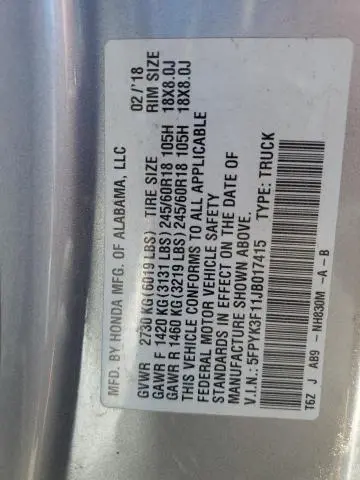 MFD. BY HONDA MFG. OF ALABAMA, LLC 02/'18
GVWR 2730 KG(6019 LBS) TIRE SIZE RIM SIZE
GAWR F 1420 KG(3131 LBS) 245/60R18 105H 18X8.0J
GAWR R 1460 KG(3219 LBS) 245/60R18 105H 18X8.0J
THIS VEHICLE CONFORMS TO ALL APPLICABLE
FEDERAL MOTOR VEHICLE SAFETY
STANDARDS IN EFFECT ON THE DATE OF
MANUFACTURE SHOWN ABOVE.
V.I.N.: 5FPYK3F11JB017415 TYPE: TRUCK
T6Z J AB9 - NH830M -A - B